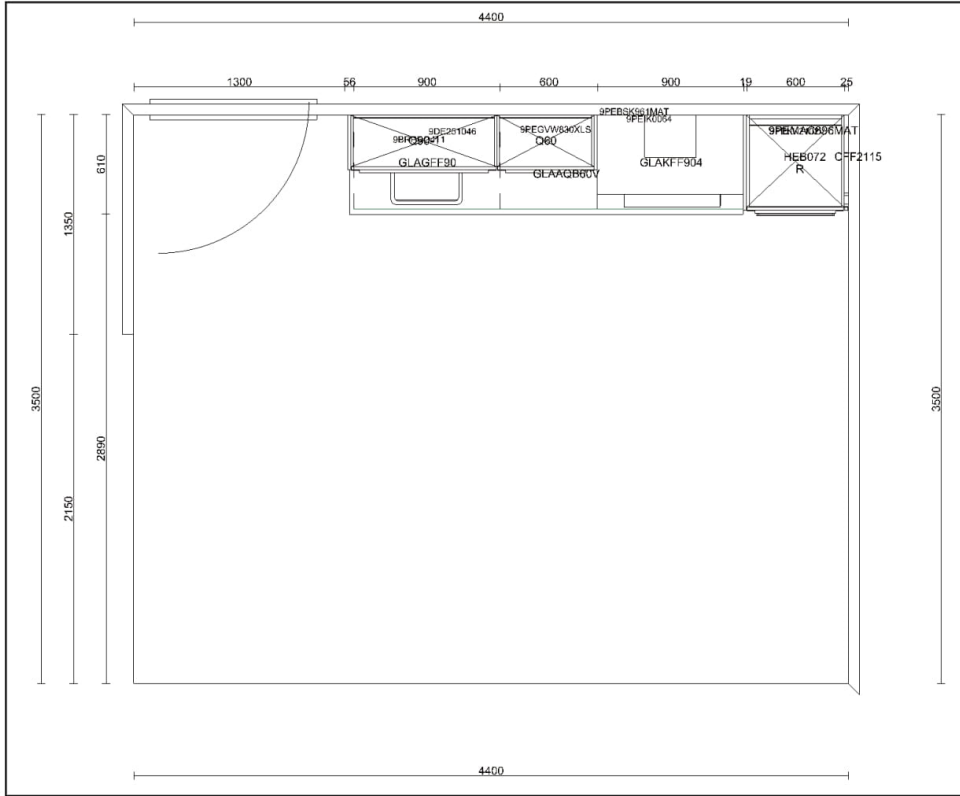 4400
1300 56 900 600 900 19 600 25
9PEBSK961MAT
9PEIK0064
9DE251046 9PEGVW830XLS
Q60
GLAGFF90 GLAKFF904 HEB072 CFF2115
R
GLAAQB60V
610
1350
3500
2890
2150
3500
4400